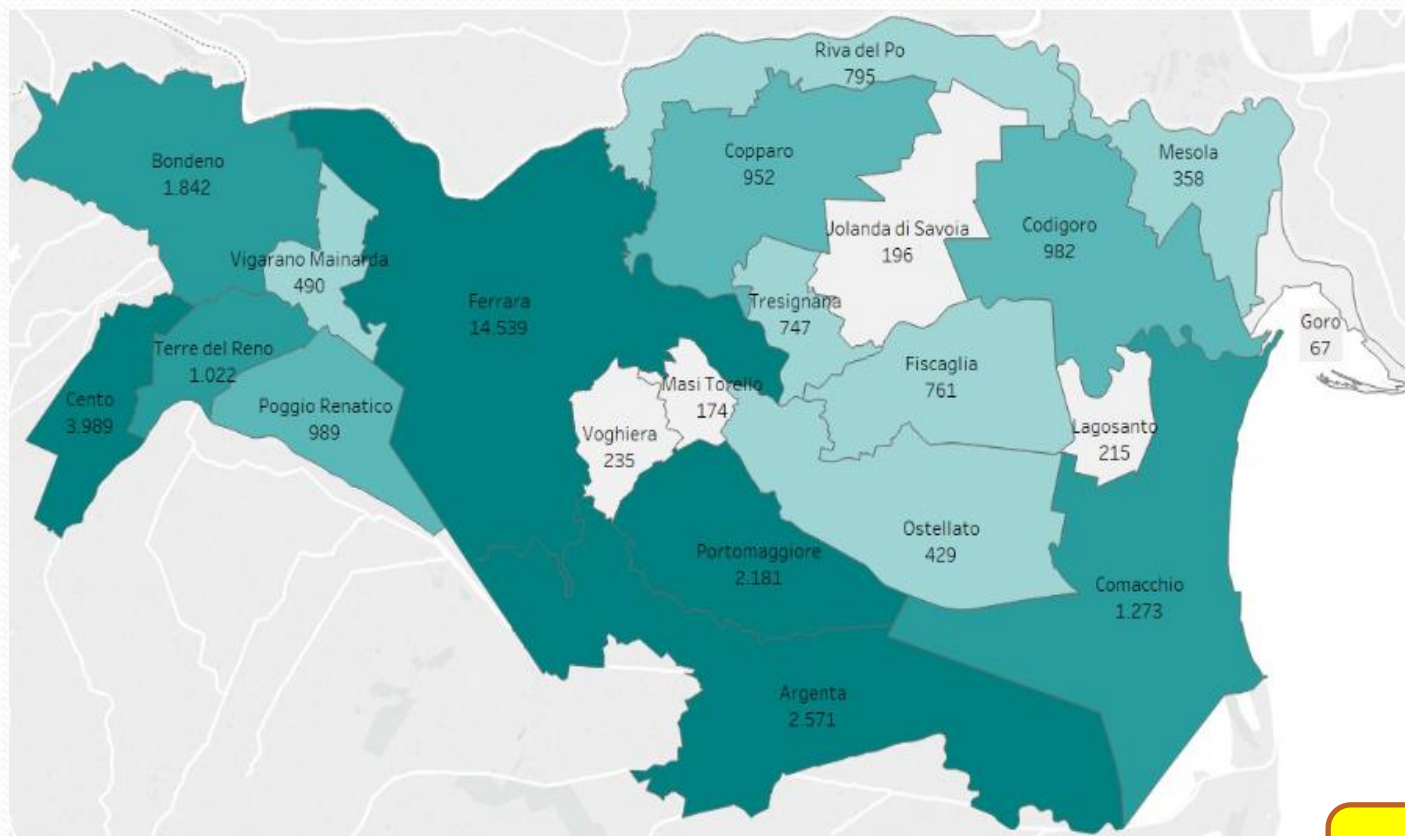 Riva del Po
795
Bondeno
1.842
Copparo
952
Mesola
358
Jolanda di Savoia
196
Codigoro
982
Vigarano Mainarda
490
Ferrara
14.539
Tresignana
747
Goro
67
Terre del Reno
1.022
Fiscaglia
761
Masi Torello
174
Cento
3.989
Poggio Renatico
989
Voghiera
235
Lagosanto
215
Ostellato
429
Portomaggiore
2.181
Comacchio
1.273
Argenta
2.571